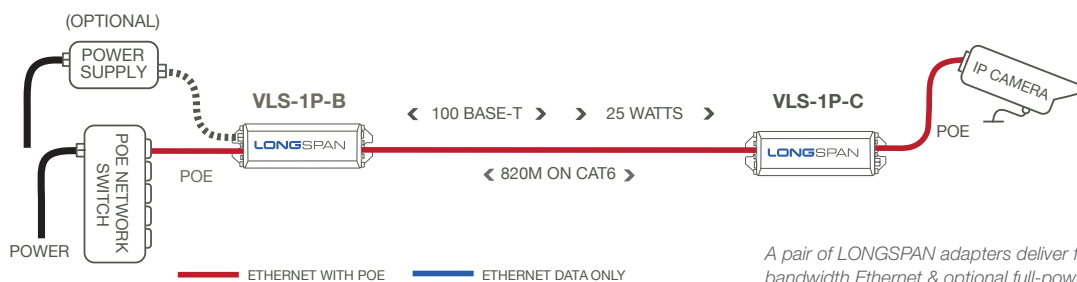 (OPTIONAL)
POWER
SUPPLY
VLS-1P-B
100 BASE-T
25 WATTS
VLS-1P-C
IP CAMERA
POE
LONGSPAN
LONGSPAN
POE NETWORK
SWITCH
POE
820M ON CAT6
POWER
ETHERNET WITH POE
ETHERNET DATA ONLY
A pair of LONGSPAN adapters deliver
bandwidth Ethernet & optional